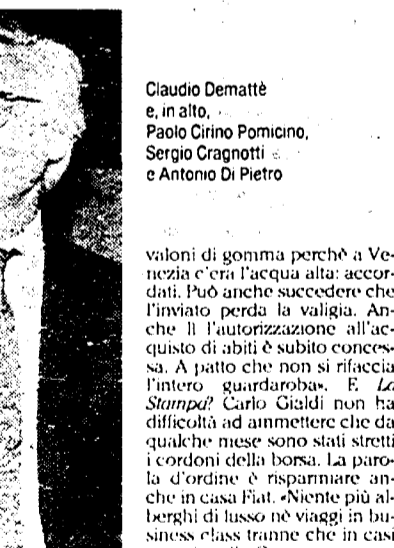 Claudio Demattè
e, in alto,
Paolo Cirino Pomicino,
Sergio Cragnotti
e Antonio Di Pietro
valoni di gomma perchè a Ve-
nezia c'era l'acqua alta: accor-
dati. Può anche succedere che
l'inviato perda la valigia. An-
che lì l'autorizzazione all'ac-
quisto di abiti è subito conces-
sa. A patto che non si rifaccia
l'intero guardaroba». E La
Stampa? Carlo Gialdi non ha
difficoltà ad ammettere che da
qualche mese sono stati stretti
i cordoni della borsa. La paro-
la d'ordine è risparmiare an-
che in casa Fiat. «Niente più al-
berghi di lusso nè viaggi in bu-
siness class tranne che in casi